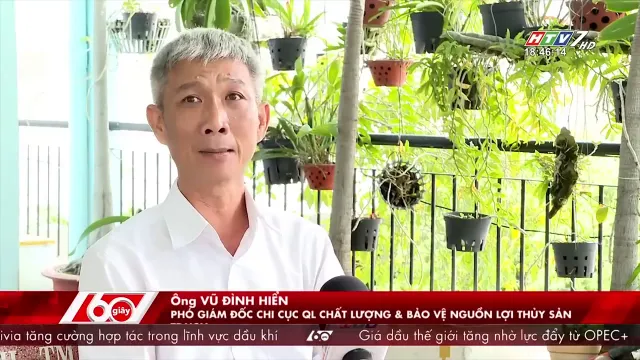 HTV7 HD
18:46:14
60 giây
Ông VŨ ĐÌNH HIỂN
PHÓ GIÁM ĐỐC CHI CỤC QL CHẤT LƯỢNG & BẢO VỆ NGUỒN LỢI THỦY SẢN
ivia tăng cường hợp tác trong lĩnh vực dầu khí 60 Giá dầu thế giới tăng nhờ lực đẩy từ OPEC+